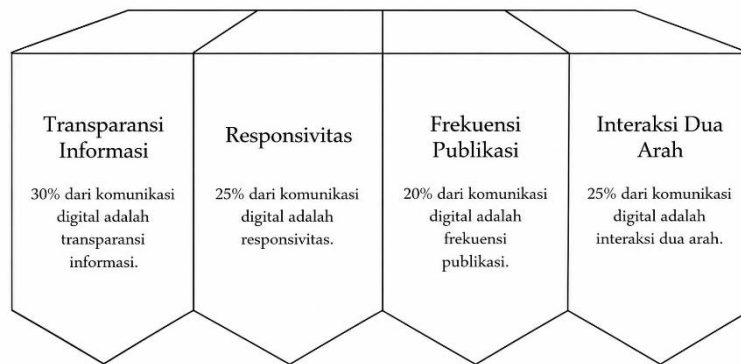 Transparansi
Informasi
30% dari komunikasi
digital adalah
transparansi
informasi.
Responsivitas
25% dari komunikasi
digital adalah
responsivitas.
Frekuensi
Publikasi
20% dari komunikasi
digital adalah
frekuensi
publikasi.
Interaksi Dua
Arah
25% dari komunikasi
digital adalah
interaksi dua arah.